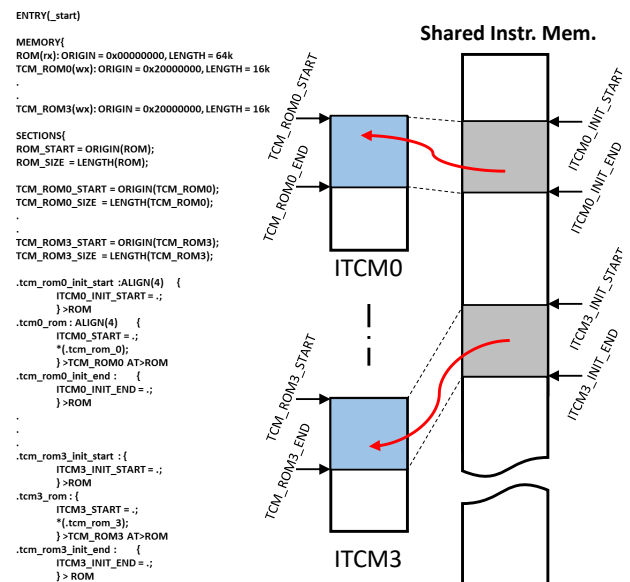 ENTRY(_start)
MEMORY{
ROM(rx): ORIGIN = 0x00000000, LENGTH = 64k
TCM_ROM0(wx): ORIGIN = 0x20000000, LENGTH = 16k
.
.
TCM_ROM3(wx): ORIGIN = 0x20000000, LENGTH = 16k
SECTIONS{
ROM_START = ORIGIN(ROM);
ROM_SIZE = LENGTH(ROM);
TCM_ROM0_START = ORIGIN(TCM_ROM0);
TCM_ROM0_SIZE = LENGTH(TCM_ROM0);
.
.
TCM_ROM3_START = ORIGIN(TCM_ROM3);
TCM_ROM3_SIZE = LENGTH(TCM_ROM3);
.tcm_rom0_init_start :ALIGN(4) {
ITCM0_INIT_START = .;
} >ROM
.tcm0_rom : ALIGN(4) {
ITCM0_START = .;
*(.tcm_rom_0);
} >TCM_ROM0 AT>ROM
.tcm_rom0_init_end : {
ITCM0_INIT_END = .;
} >ROM
.
.
.
.tcm_rom3_init_start : {
ITCM3_INIT_START = .;
} >ROM
.tcm3_rom : {
ITCM3_START = .;
*(.tcm_rom_3);
} >TCM_ROM3 AT>ROM
.tcm_rom3_init_end : {
ITCM3_INIT_END = .;
} > ROM
Shared Instr. Mem.
TCM_ROM0_START
TCM_ROM0_END
ITCM0
ITCM0_INIT_START
ITCM0_INIT_END
TCM_ROM3_START
TCM_ROM3_END
ITCM3
ITCM3_INIT_START
ITCM3_INIT_END